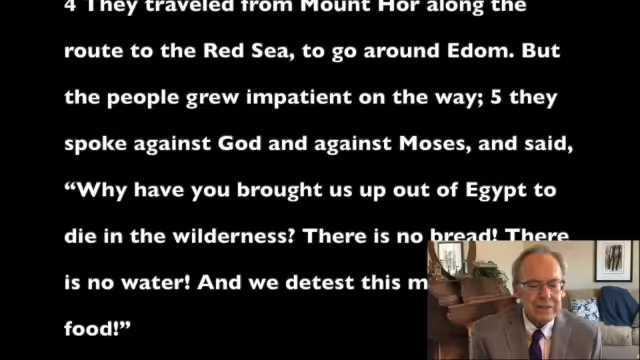 4 They traveled from Mount Hor along the
route to the Red Sea, to go around Edom. But
the people grew impatient on the way; 5 they
spoke against God and against Moses, and said,
“Why have you brought us up out of Egypt to
die in the wilderness? There is no bread! There
is no water! And we detest this
food!”